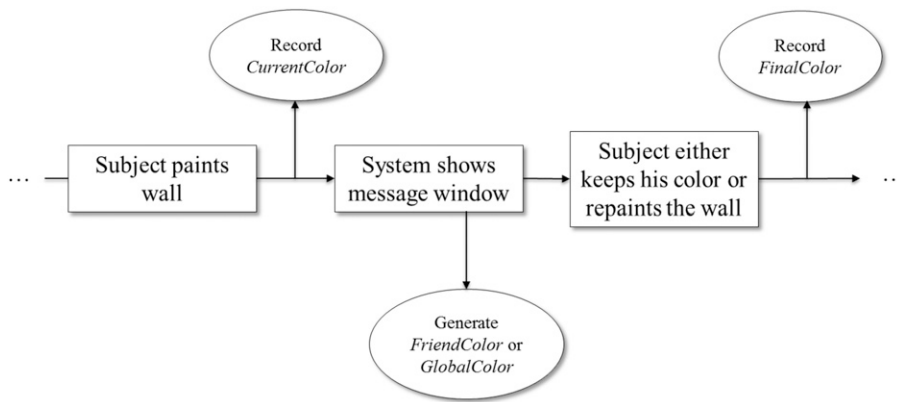 Record
CurrentColor
Record
FinalColor
… Subject paints
wall
System shows
message window
Subject either
keeps his color or
repaints the wall
..
Generate
FriendColor or
GlobalColor